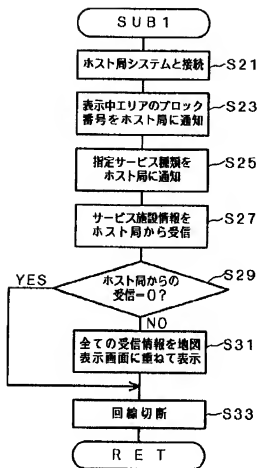 SUB1
ホスト局システムと接続
S21
表示中エリアのブロック
番号をホスト局に通知
S23
指定サービス種類を
ホスト局に通知
S25
サービス施設情報を
ホスト局から受信
S27
ホスト局からの
受信=0?
S29
YES
NO
全ての受信情報を地図
表示画面に重ねて表示
S31
回線切断
S33
RET